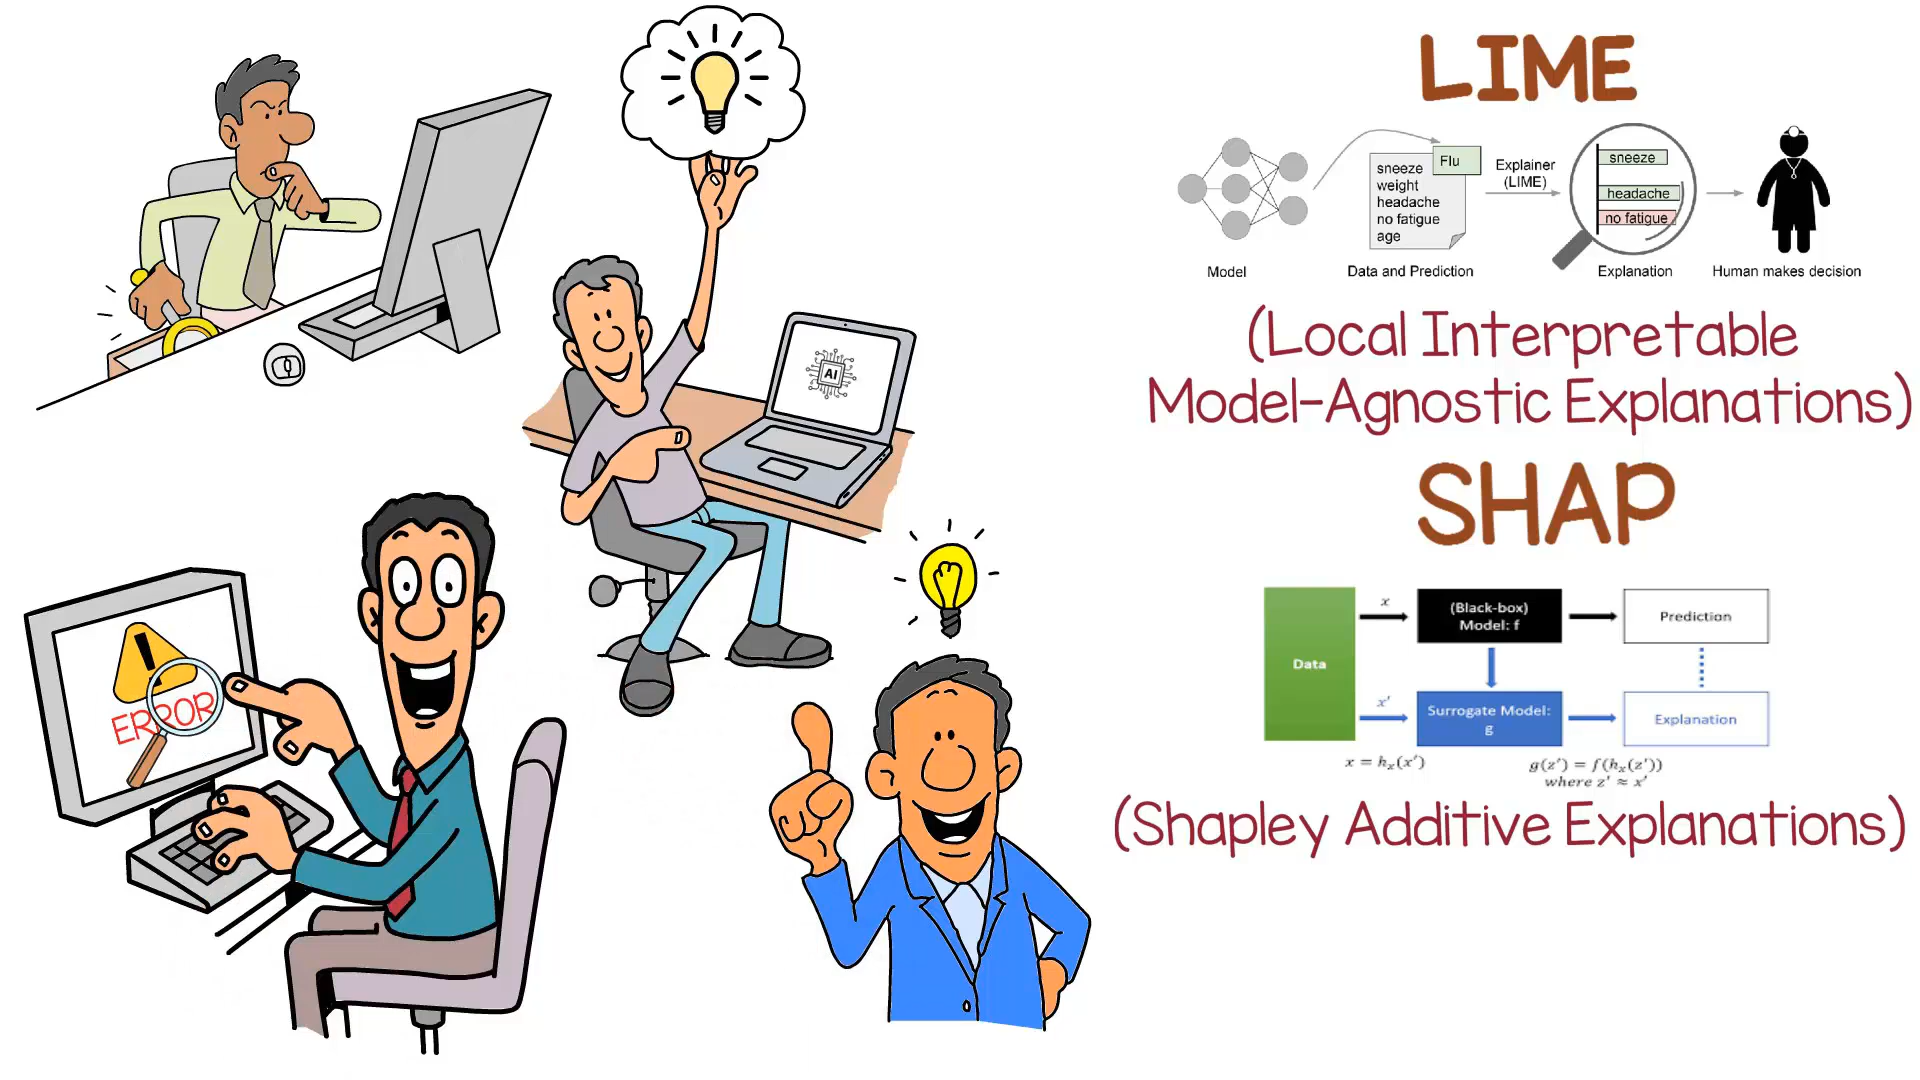 LIME
sneeze
weight
headache
no fatigue
age
Flu
Explainer
(LIME)
sneeze
headache
no fatigue
Model
Data and Prediction
Explanation
Human makes decision
(Local Interpretable
Model-Agnostic Explanations)
AI
SHAP
Data
x
(Black-box)
Model: f
Prediction
x'
Surrogate Model:
g
Explanation
x = hₓ(x')
g(z') = f(hₓ(z'))
where z' ≈ x'
(Shapley Additive Explanations)
ERROR